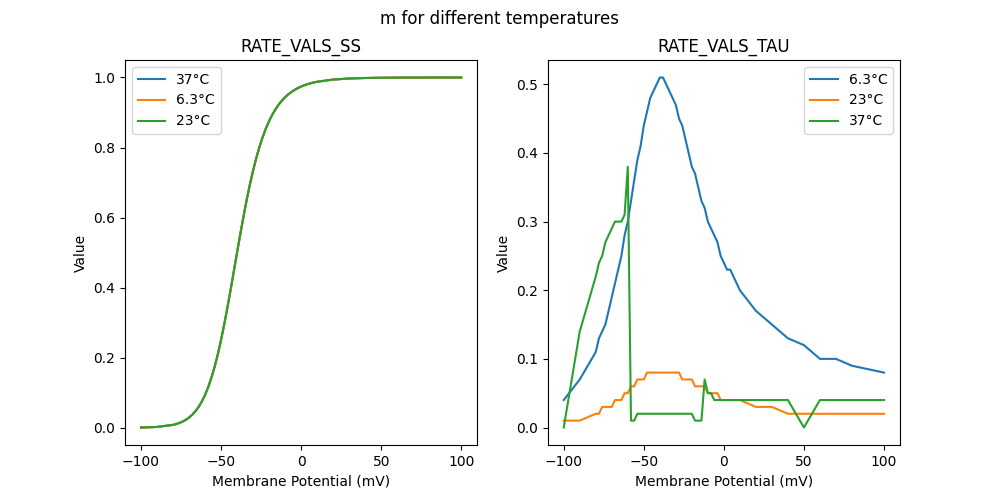 m for different temperatures
RATE_VALS_SS
RATE_VALS_TAU
37°C
6.3°C
23°C
6.3°C
23°C
37°C
1.0
0.8
0.6
0.4
0.2
0.0
Value
−100
−50
0
50
100
Membrane Potential (mV)
0.5
0.4
0.3
0.2
0.1
0.0
Value
−100
−50
0
50
100
Membrane Potential (mV)